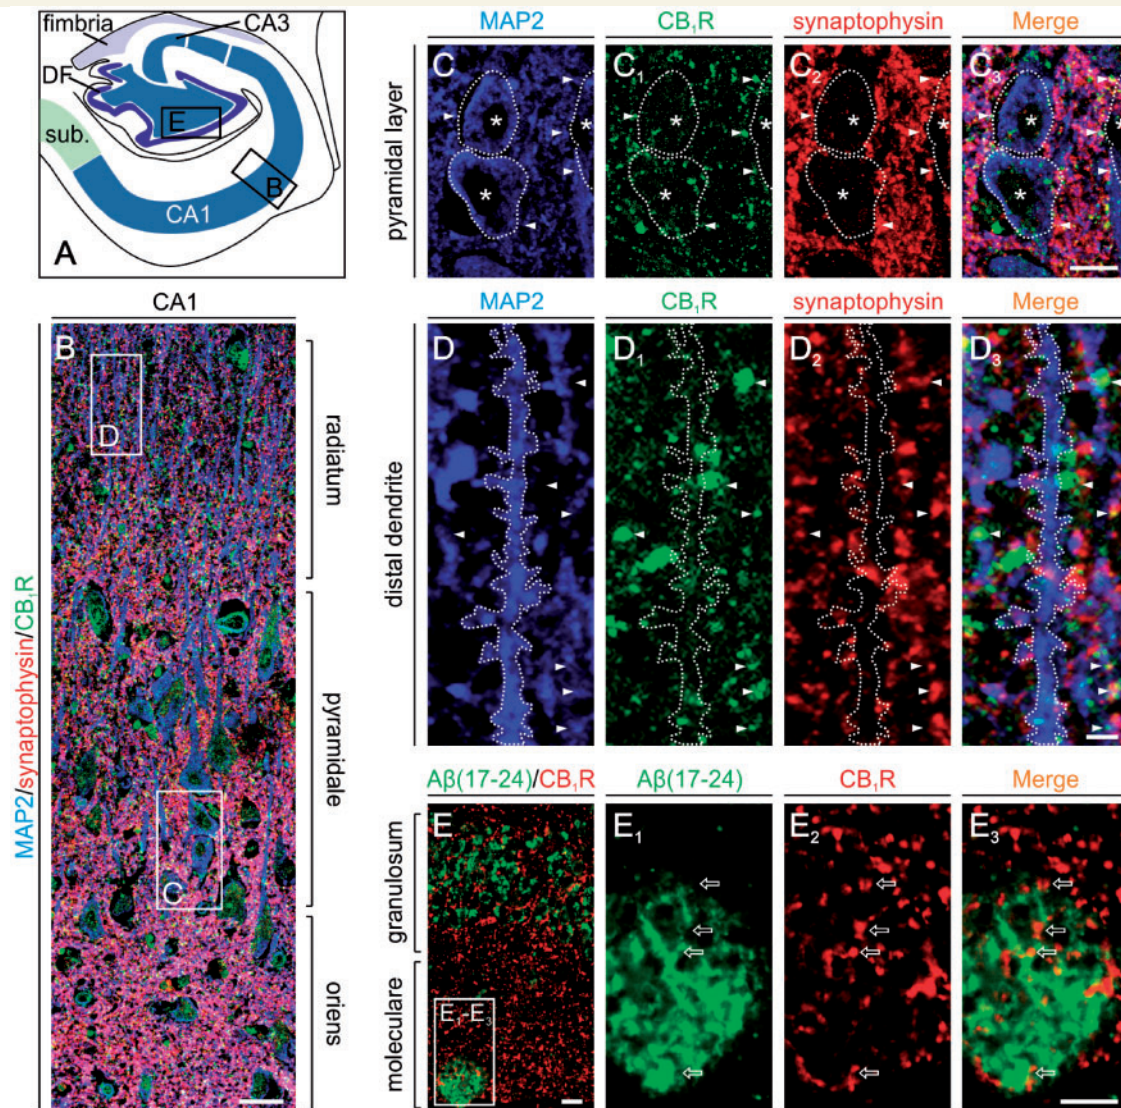 fimbria
CA3
DF
sub.
E
B
CA1
A
MAP2
CB₁R
synaptophysin
Merge
pyramidal layer
C
C₁
C₂
C₃
*
*
*
*
*
*
*
*
*
*
*
*
CA1
MAP2/synaptophysin/CB₁R
B
D
C
radiatum
pyramidale
oriens
MAP2
CB₁R
synaptophysin
Merge
distal dendrite
D
D₁
D₂
D₃
Aβ(17-24)/CB₁R
Aβ(17-24)
CB₁R
Merge
granulosum
moleculare
E
E₁-E₃
E₁
E₂
E₃